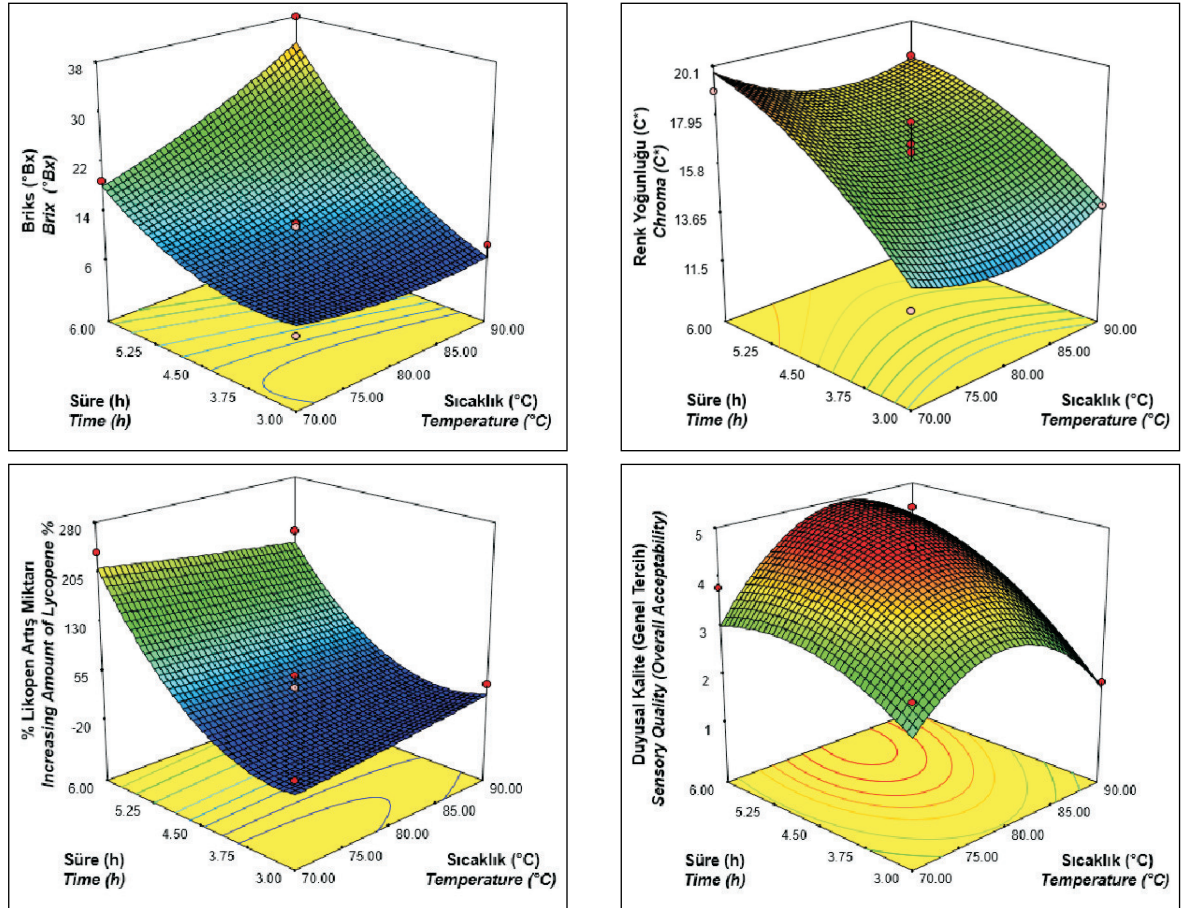 38
30
22
14
6
Briks (°Bx)
Brix (°Bx)
6.00
5.25
4.50
3.75
3.00
70.00
75.00
80.00
85.00
90.00
Süre (h)
Time (h)
Sıcaklık (°C)
Temperature (°C)
20.1
17.95
15.8
13.65
11.5
Renk Yoğunluğu (C*)
Chroma (C*)
6.00
5.25
4.50
3.75
3.00
70.00
75.00
80.00
85.00
90.00
Süre (h)
Time (h)
Sıcaklık (°C)
Temperature (°C)
280
205
130
55
-20
% Likopen Artış Miktarı
Increasing Amount of Lycopene %
6.00
5.25
4.50
3.75
3.00
70.00
75.00
80.00
85.00
90.00
Süre (h)
Time (h)
Sıcaklık (°C)
Temperature (°C)
5
4
3
2
1
Duyusal Kalite (Genel Tercih)
Sensory Quality (Overall Acceptability)
6.00
5.25
4.50
3.75
3.00
70.00
75.00
80.00
85.00
90.00
Süre (h)
Time (h)
Sıcaklık (°C)
Temperature (°C)